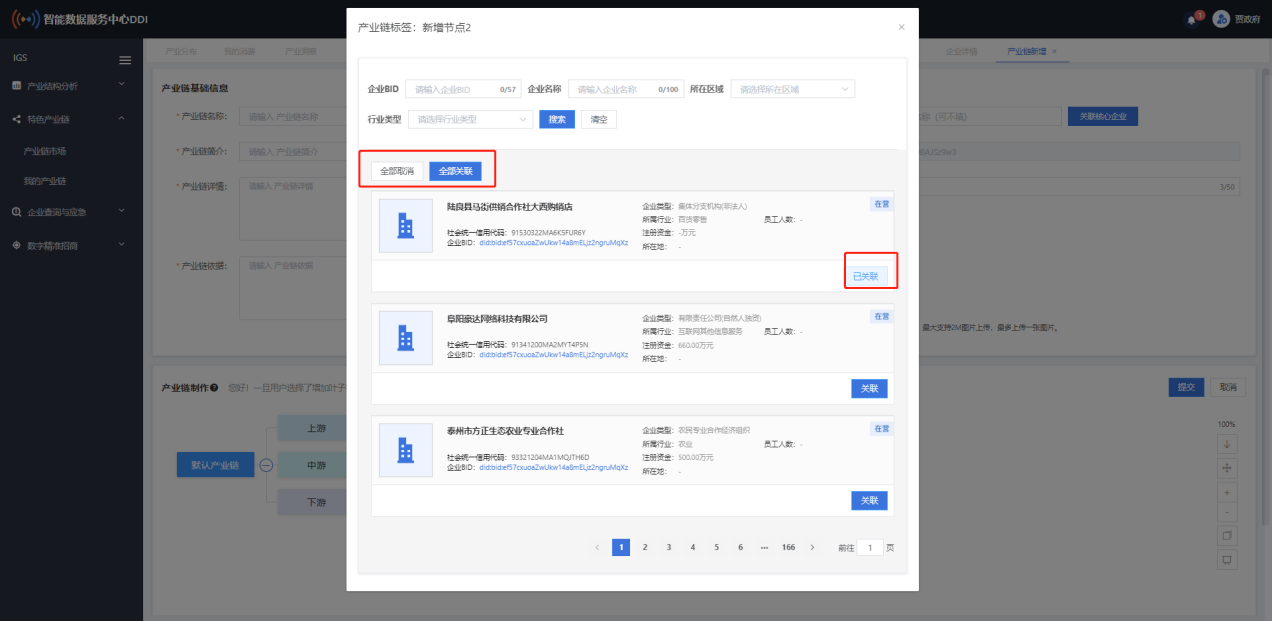 智能数据服务中心DDI
1
贾政府
IGS
产业结构分析
特色产业链
产业链市场
我的产业链
企业查询与应急
数字精准招商
产业分布
产业洞察
企业详情
产业链新增 ×
产业链基础信息
* 产业链名称： 请输入 产业链名称
称（可不填）
关联核心企业
* 产业链简介： 请输入 产业链简介
* 产业链详情： 请输入 产业链详情
3/50
* 产业链依据： 请输入 产业链依据
最大支持2M图片上传，最多上传一张图片。
产业链制作 您好！一旦用户选择了增加叶子
提交
取消
默认产业链
上游
中游
下游
100%
产业链标签：新增节点2
×
企业BID 请输入企业BID 0/57 企业名称 请输入企业名称 0/100 所在区域 请选择所在区域
行业类型 请选择行业类型 搜索 清空
全部取消 全部关联
陆良县马街供销合作社大西购销店
社会统一信用代码：91530322MA6K5FUR6Y
企业BID：did:bid:ef57cxuoaZwUkw14a8mELjz2ngruMqXz
企业类型：集体分支机构(非法人)
所属行业：百货零售 员工人数：-
注册资金：-万元
所在地：-
在营
已关联
阜阳豪达网络科技有限公司
社会统一信用代码：91341200MA2MYT4P5N
企业BID：did:bid:ef57cxuoaZwUkw14a8mELjz2ngruMqXz
企业类型：有限责任公司(自然人独资)
所属行业：互联网其他信息服务 员工人数：-
注册资金：660.00万元
所在地：-
在营
关联
泰州市方正生态农业专业合作社
社会统一信用代码：93321204MA1MQJTH6D
企业BID：did:bid:ef57cxuoaZwUkw14a8mELjz2ngruMqXz
企业类型：农民专业合作经济组织
所属行业：农业 员工人数：-
注册资金：500.00万元
所在地：-
在营
关联
1 2 3 4 5 6 ••• 166 前往 1 页